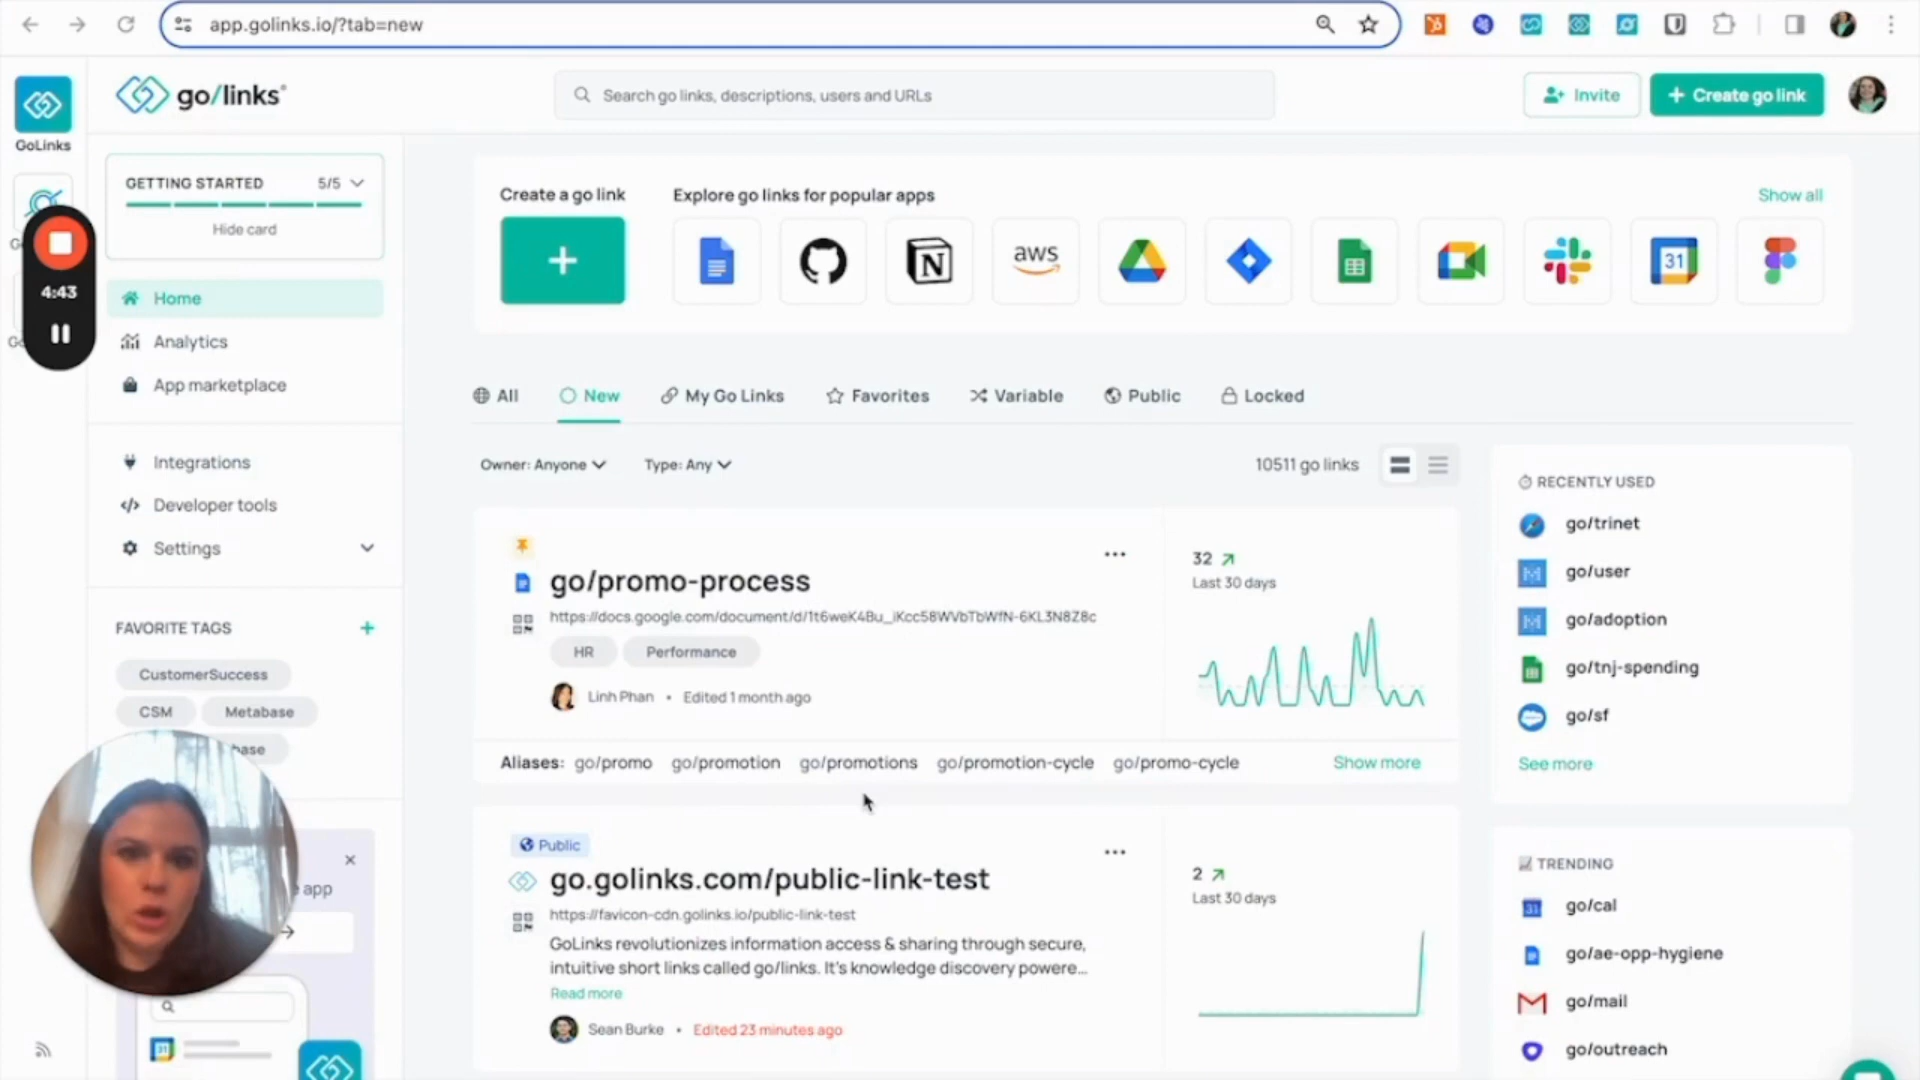 app.golinks.io/?tab=new
GoLinks
go/links®
Search go links, descriptions, users and URLs
Invite
+ Create go link
4:43
GETTING STARTED 5/5
Hide card
Home
Analytics
App marketplace
Integrations
Developer tools
Settings
FAVORITE TAGS +
CustomerSuccess
CSM Metabase
base
app
Create a go link
Explore go links for popular apps
Show all
aws
31
All
New
My Go Links
Favorites
Variable
Public
Locked
Owner: Anyone
Type: Any
10511 go links
go/promo-process
https://docs.google.com/document/d/1t6weK4Bu_iKcc58WVbTbWfN-6KL3N8Z8c
HR Performance
Linh Phan • Edited 1 month ago
32
Last 30 days
Aliases: go/promo go/promotion go/promotions go/promotion-cycle go/promo-cycle Show more
Public
go.golinks.com/public-link-test
https://favicon-cdn.golinks.io/public-link-test
GoLinks revolutionizes information access & sharing through secure,
intuitive short links called go/links. It's knowledge discovery powere...
Read more
Sean Burke • Edited 23 minutes ago
2
Last 30 days
RECENTLY USED
go/trinet
go/user
go/adoption
go/tnj-spending
go/sf
See more
TRENDING
go/cal
go/ae-opp-hygiene
go/mail
go/outreach